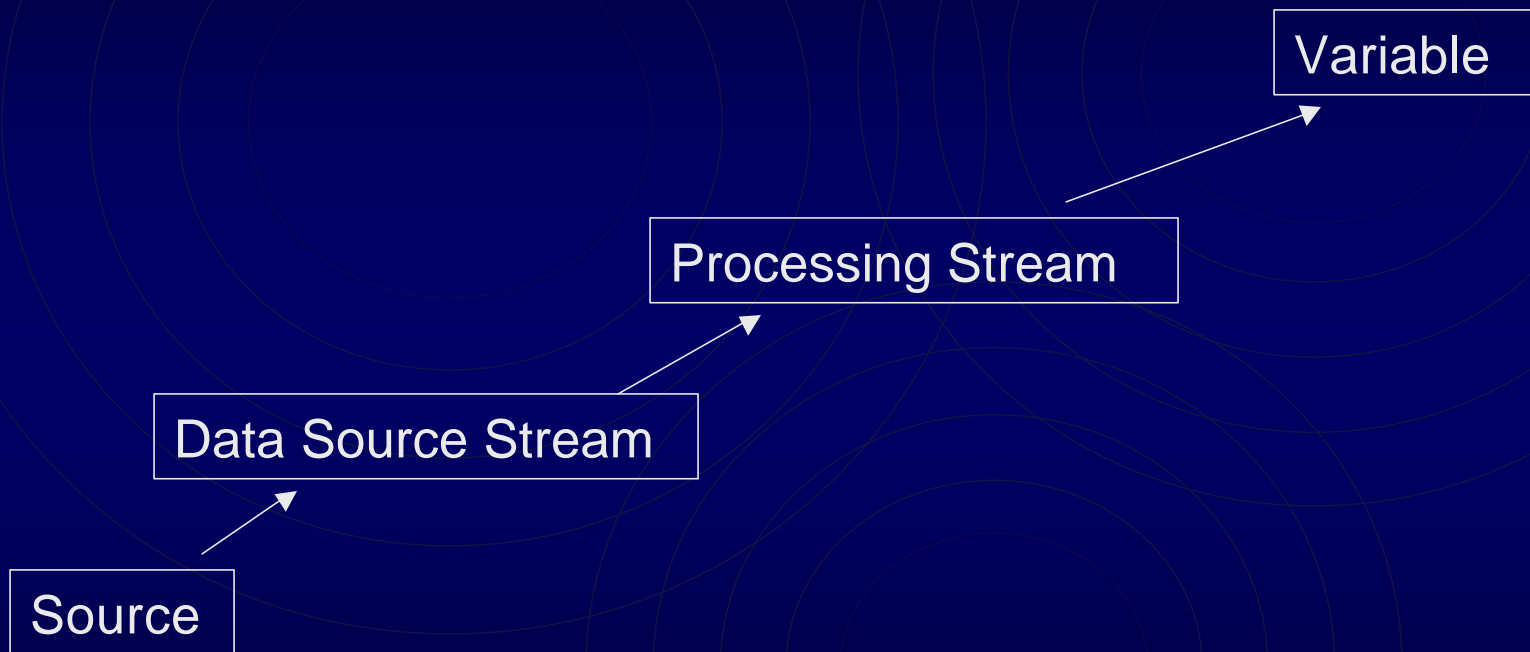 Variable
Processing Stream
Data Source Stream
Source